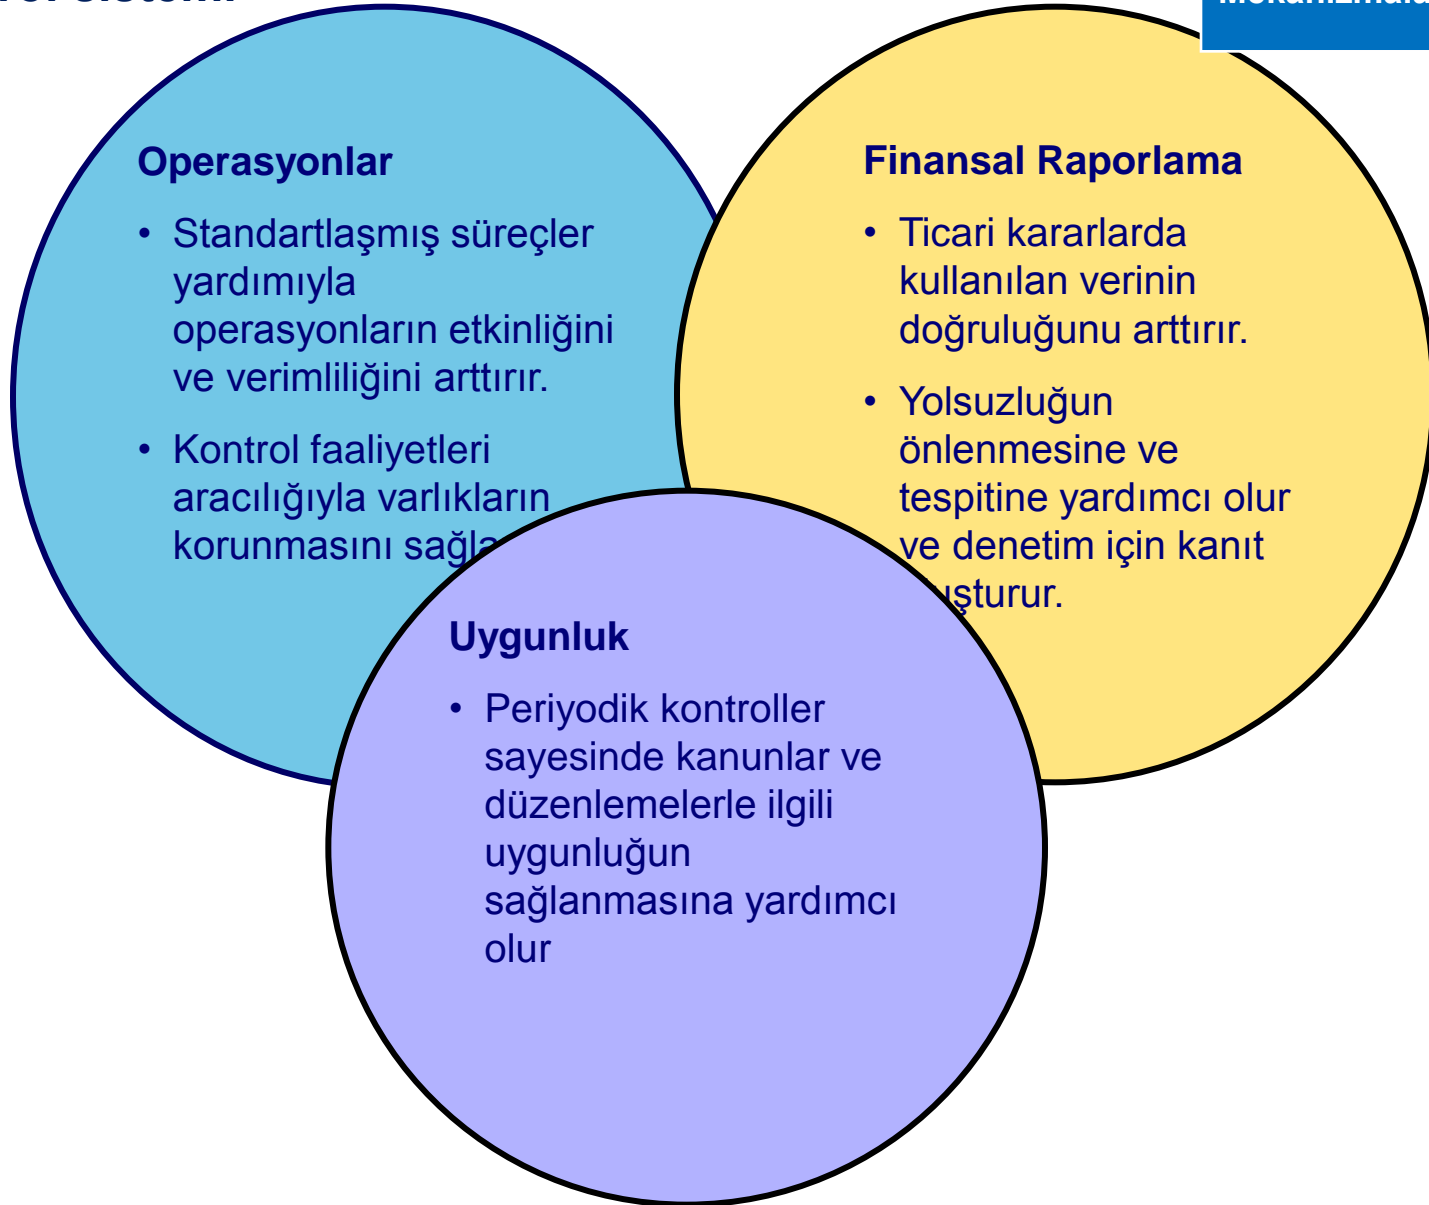 sistemi
Operasyonlar
• Standartlaşmış süreçler
yardımıyla
operasyonların etkinliğini
ve verimliliğini arttırır.
• Kontrol faaliyetleri
aracılığıyla varlıkların
korunmasını
Finansal Raporlama
• Ticari kararlarda
kullanılan verinin
doğruluğunu arttırır.
• Yolsuzluğun
önlenmesine ve
tespitine yardımcı olur
ve denetim için kanıt
Uygunluk
• Periyodik kontroller
sayesinde kanunlar ve
düzenlemelerle ilgili
uygunluğun
sağlanmasına yardımcı
olur